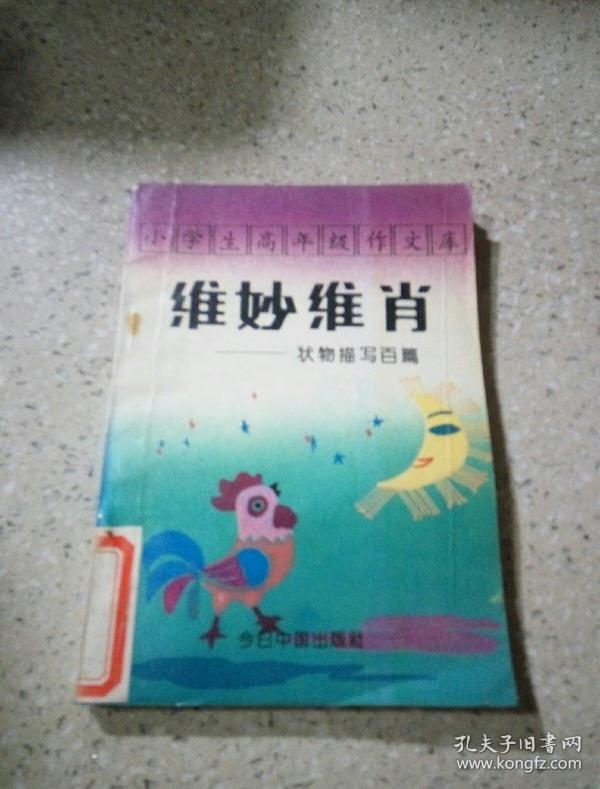 小学生高年级作文库
维妙维肖
——状物描写百篇
今日中国出版社
孔夫子旧书网
www.kongfz.com